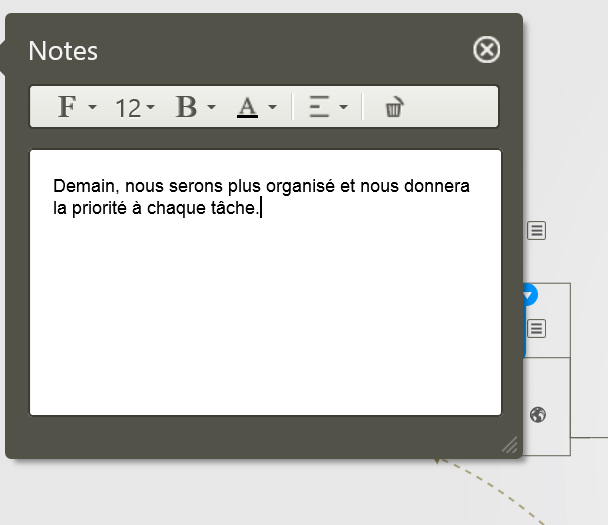 Notes
F 12 B A
Demain, nous serons plus organisé et nous donnera
la priorité à chaque tâche.